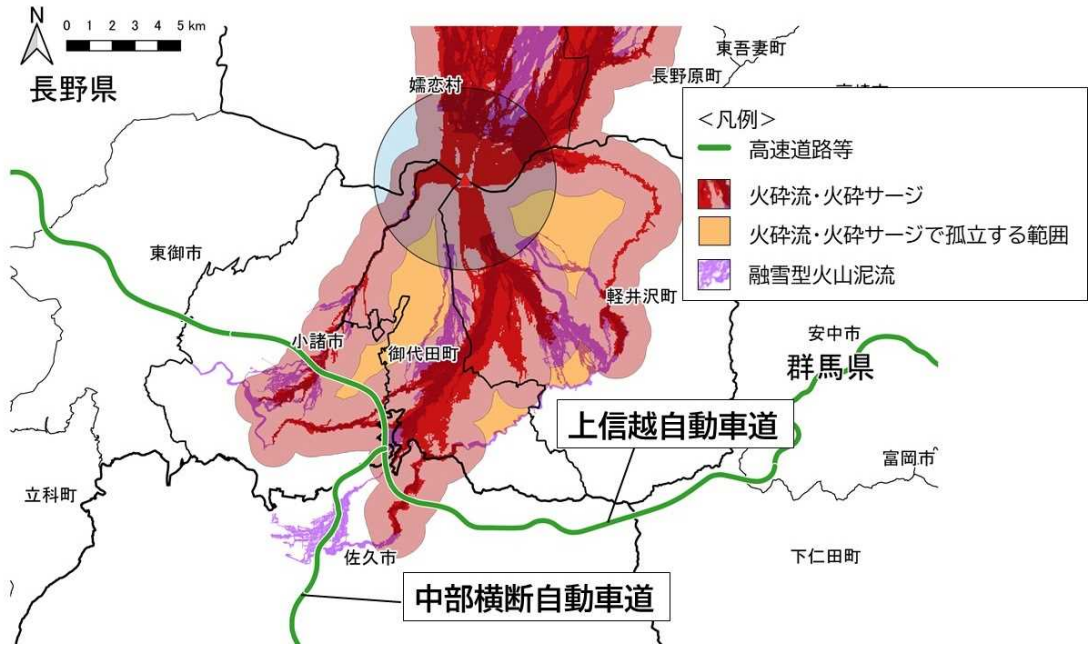 N
0 1 2 3 4 5 km
長野県
東吾妻町
長野原町
嬬恋村
<凡例>
高速道路等
火砕流・火砕サージ
火砕流・火砕サージで孤立する範囲
融雪型火山泥流
東御市
軽井沢町
小諸市
御代田町
安中市
群馬県
上信越自動車道
富岡市
立科町
佐久市
下仁田町
中部横断自動車道